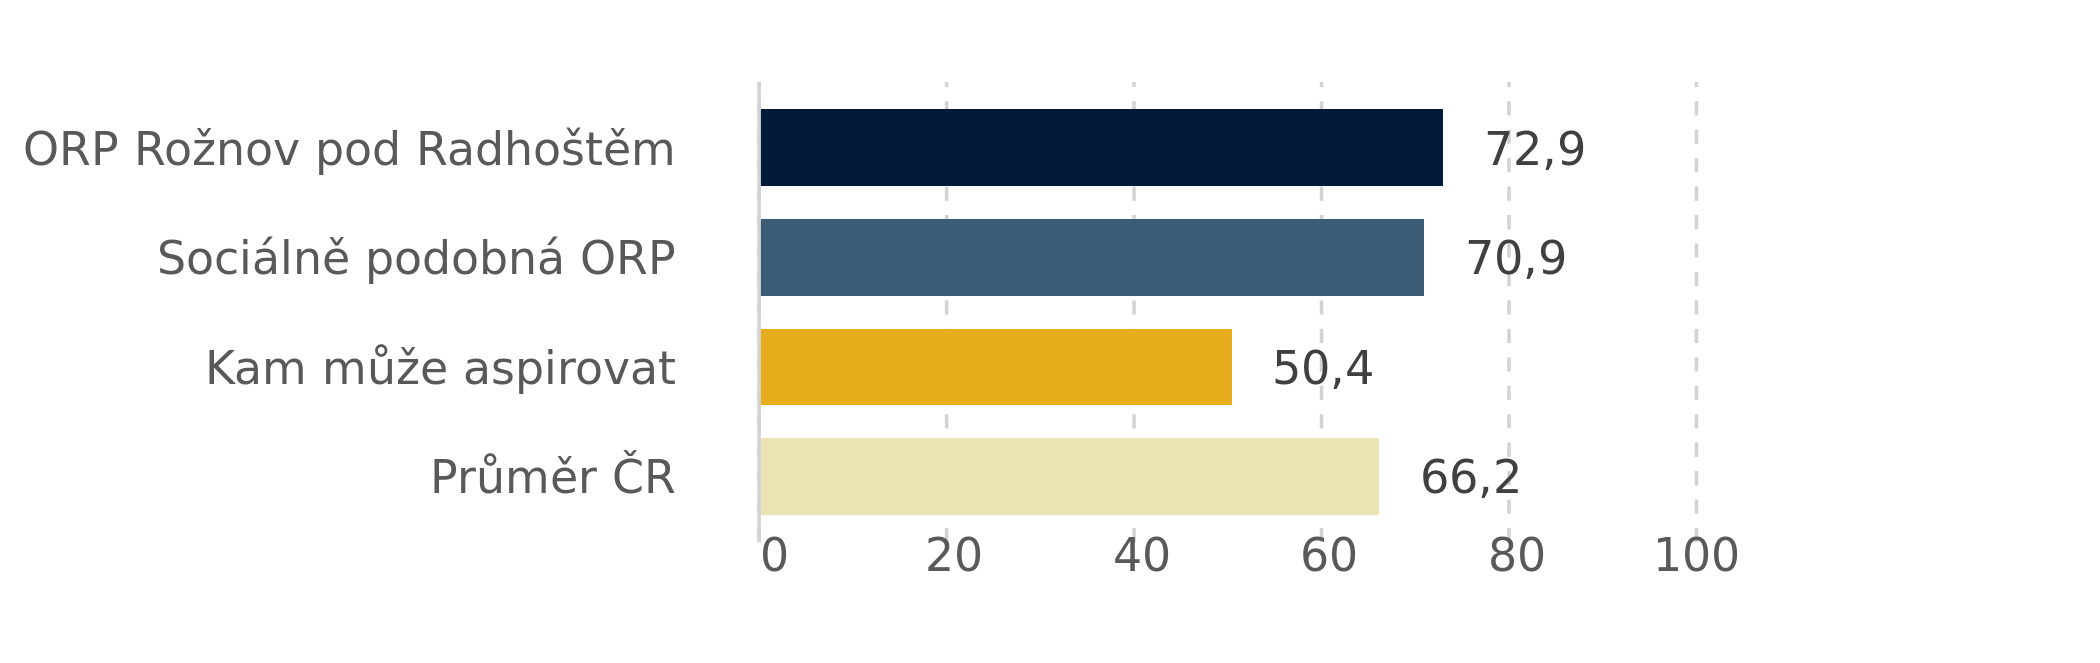 ORP Rožnov pod Radhoštěm 72,9
Sociálně podobná ORP 70,9
Kam může aspirovat 50,4
Průměr ČR 66,2
0 20 40 60 80 100